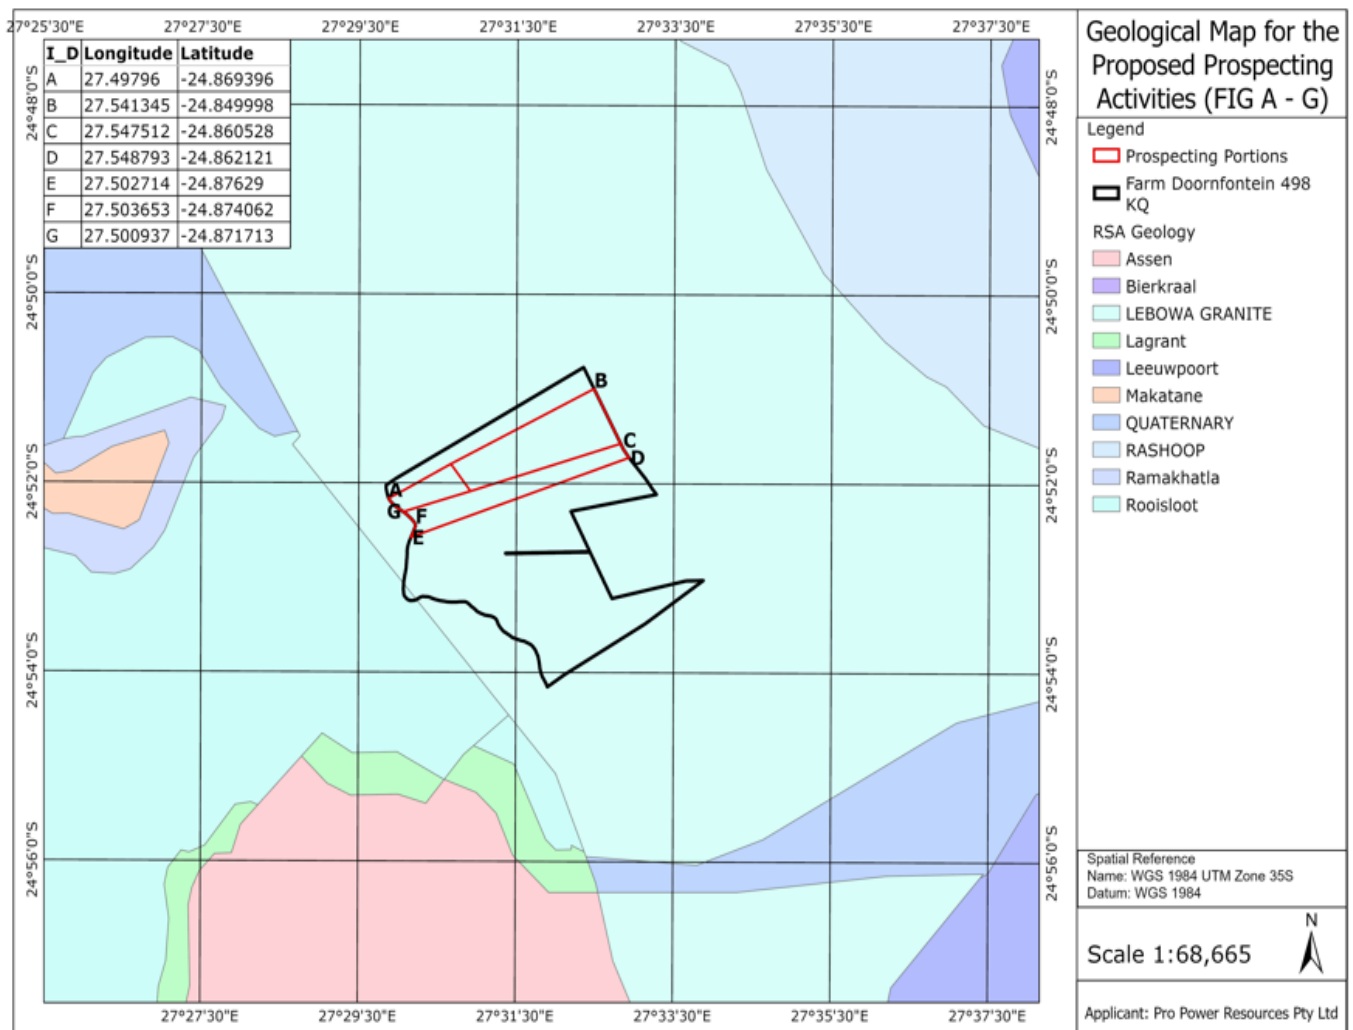 27°25'30"E 27°27'30"E 27°29'30"E 27°31'30"E 27°33'30"E 27°35'30"E 27°37'30"E
I_D Longitude Latitude
A 27.49796 -24.869396
B 27.541345 -24.849998
C 27.547512 -24.860528
D 27.548793 -24.862121
E 27.502714 -24.87629
F 27.503653 -24.874062
G 27.500937 -24.871713
24°48'0"S 24°48'0"S
24°50'0"S 24°50'0"S
24°52'0"S 24°52'0"S
24°54'0"S 24°54'0"S
24°56'0"S 24°56'0"S
B
C
D
A
G F
E
27°27'30"E 27°29'30"E 27°31'30"E 27°33'30"E 27°35'30"E 27°37'30"E
Geological Map for the
Proposed Prospecting
Activities (FIG A - G)
Legend
Prospecting Portions
Farm Doornfontein 498
KQ
RSA Geology
Assen
Bierkraal
LEBOWA GRANITE
Lagrant
Leeuwpoort
Makatane
QUATERNARY
RASHOOP
Ramakhatla
Rooisloot
Spatial Reference
Name: WGS 1984 UTM Zone 35S
Datum: WGS 1984
N
Scale 1:68,665
Applicant: Pro Power Resources Pty Ltd